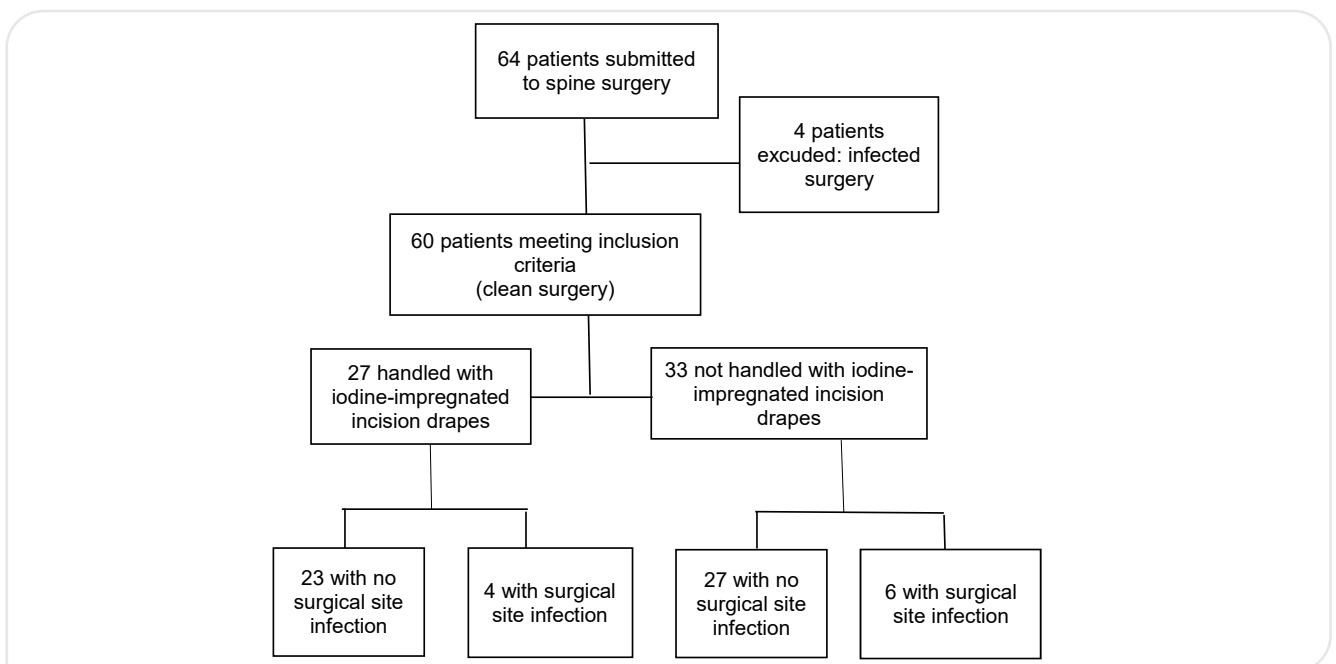 64 patients submitted
to spine surgery
4 patients
excuded: infected
surgery
60 patients meeting inclusion
criteria
(clean surgery)
27 handled with
iodine-impregnated
incision drapes
33 not handled with iodine-
impregnated incision
drapes
23 with no
surgical site
infection
4 with surgical
site infection
27 with no
surgical site
infection
6 with surgical
site infection